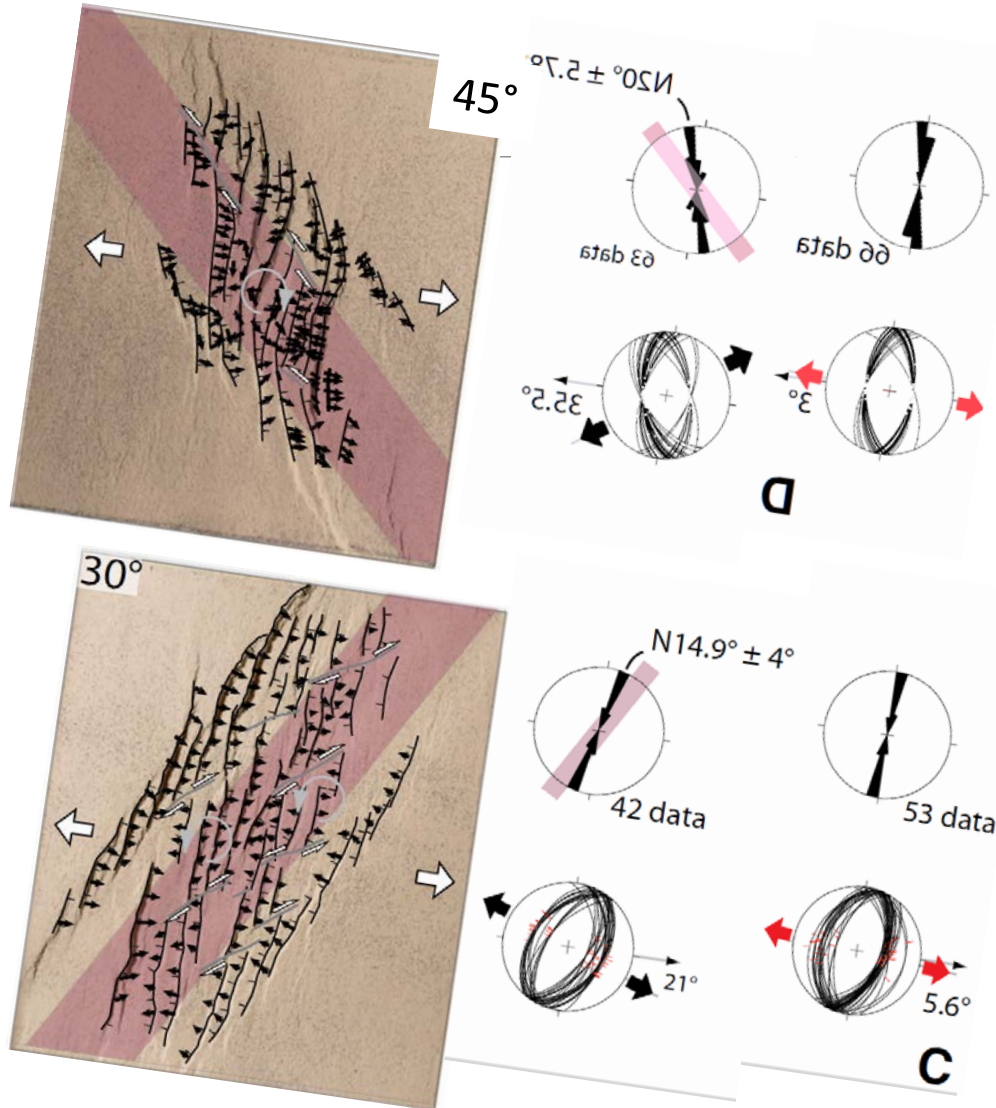 45°
N20° ± 5.7°
66 data
63 data
35.5°
3°
D
30°
N14.9° ± 4°
42 data
53 data
21°
5.6°
C